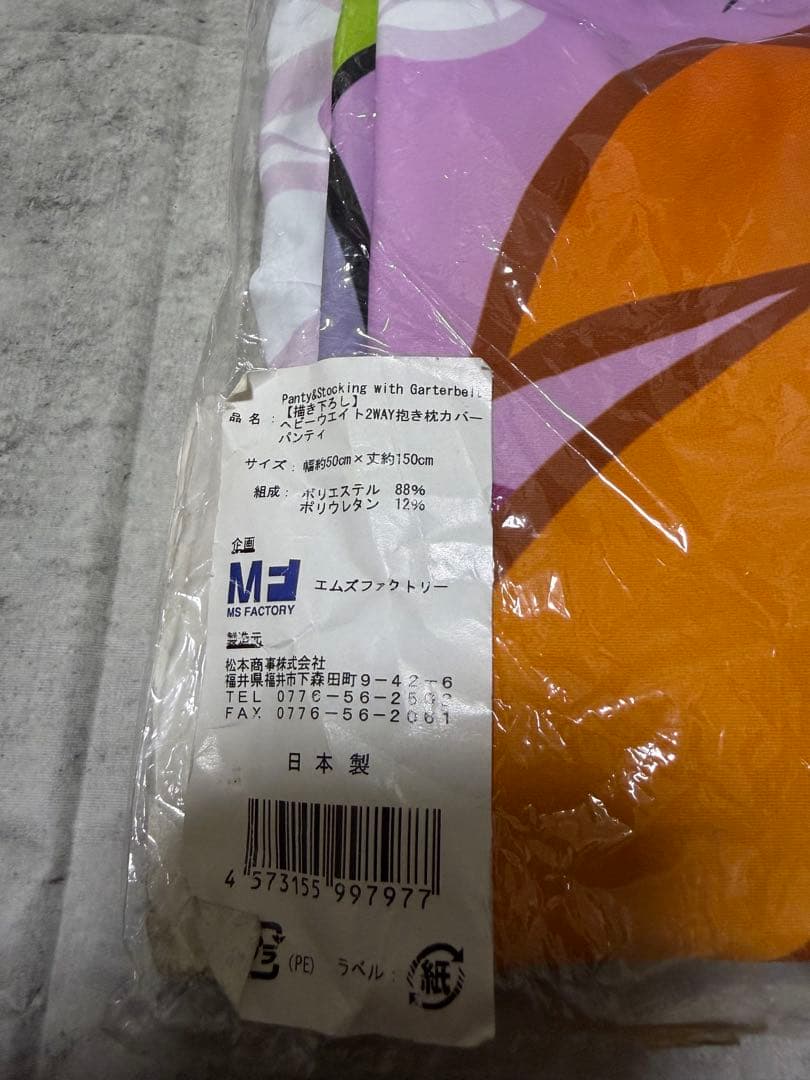 Panty&Stocking with Garterbelt
品名:【描き下ろし】
ヘビーウエイト2WAY抱き枕カバー
パンティ
サイズ:幅約50cm×丈約150cm
組成:ポリエステル 88%
ポリウレタン 12%
企画
MF
MS FACTORY
エムズファクトリー
製造元
松本商事株式会社
福井県福井市下森田町9-42-6
TEL 0776-56-2503
FAX 0776-56-2061
日本製
4 573155 997977
プラ (PE) ラベル: 紙